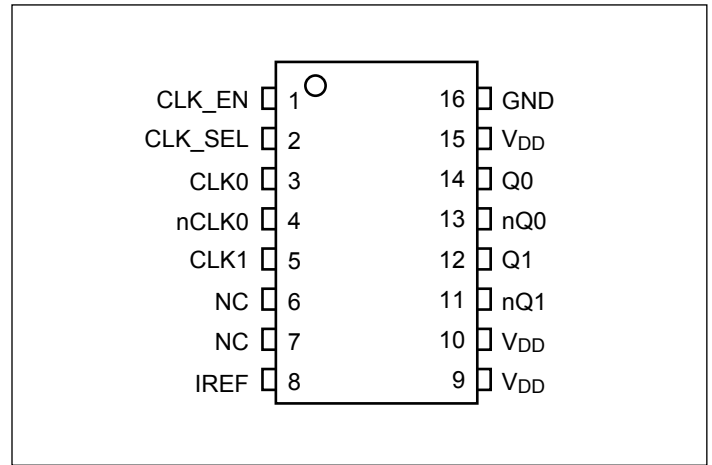 CLK_EN 1 16 GND
CLK_SEL 2 15 VDD
CLK0 3 14 Q0
nCLK0 4 13 nQ0
CLK1 5 12 Q1
NC 6 11 nQ1
NC 7 10 VDD
IREF 8 9 VDD